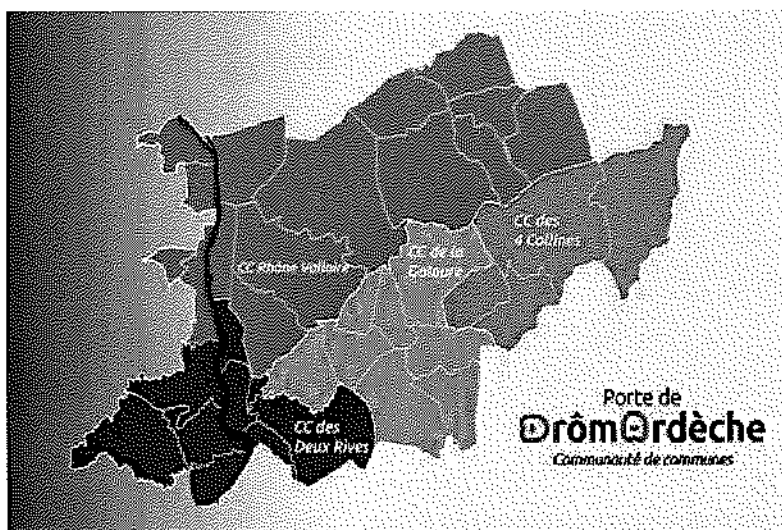 CC des
4 Collines
CC de la
Galaure
CC Rhône Valloire
CC des
Deux Rives
Porte de
DrômArdèche
Communauté de communes